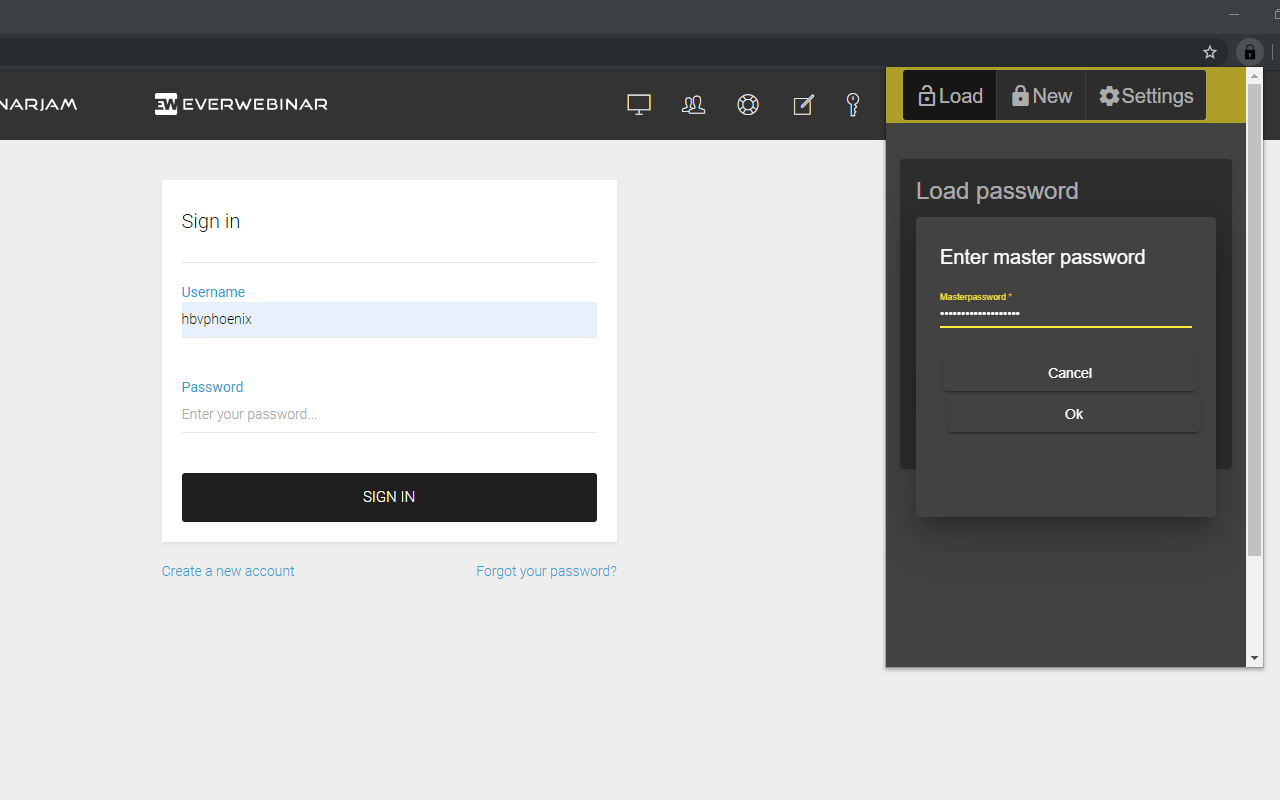 NARJAM
EW EVERWEBINAR
Load
New
Settings
Sign in
Username
hbvphoenix
Password
Enter your password...
SIGN IN
Create a new account
Forgot your password?
Load password
Enter master password
Masterpassword *
Cancel
Ok